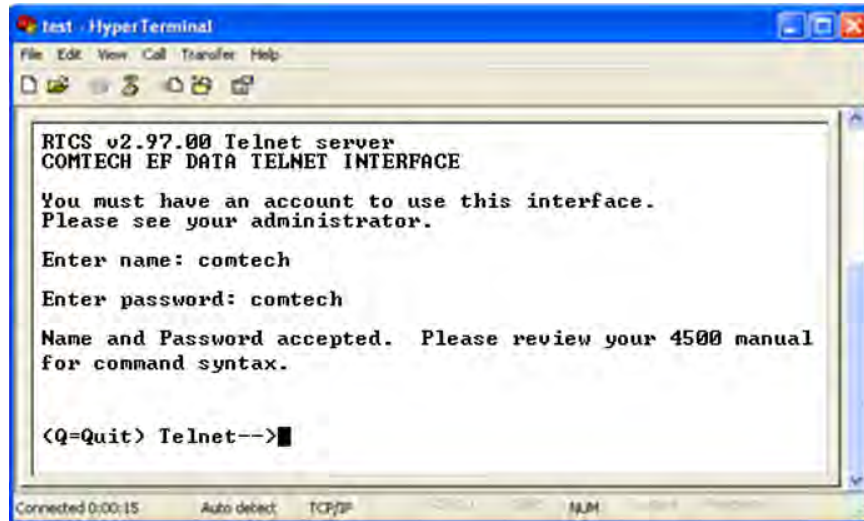 test - HyperTerminal
File Edit View Call Transfer Help
RTCS v2.97.00 Telnet server
COMTECH EF DATA TELNET INTERFACE
You must have an account to use this interface.
Please see your administrator.
Enter name: comtech
Enter password: comtech
Name and Password accepted.  Please review your 4500 manual
for command syntax.
(Q=Quit) Telnet-->
Connected 0:00:15 Auto detect TCP/IP NUM